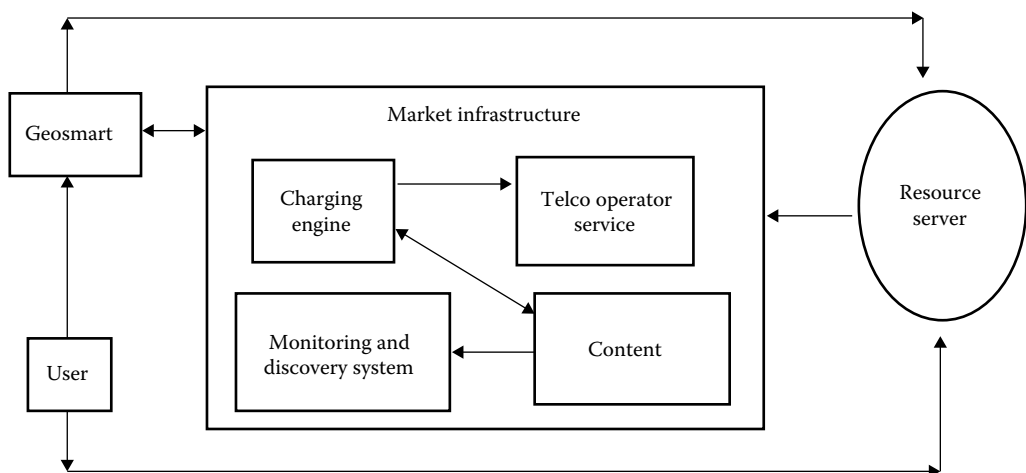 Market infrastructure
Geosmart
Charging
engine
Telco operator
service
Resource
server
Monitoring and
discovery system
Content
User